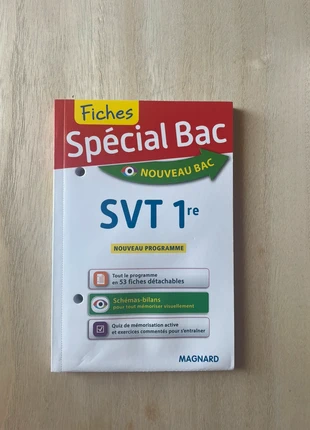 Fiches
Spécial Bac
NOUVEAU BAC
SVT 1re
NOUVEAU PROGRAMME
Tout le programme
en 53 fiches détachables
Schémas-bilans
pour tout mémoriser visuellement
Quiz de mémorisation active
et exercices commentés pour s'entraîner
MAGNARD